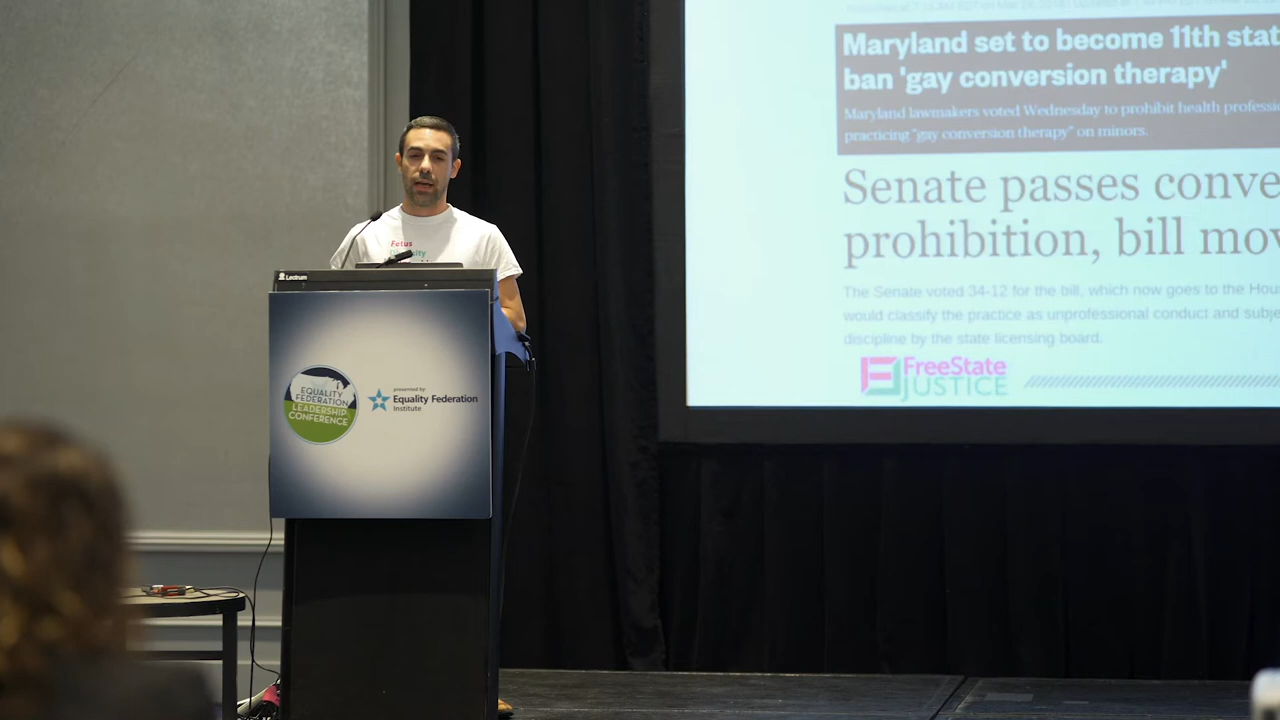 Maryland set to become 11th stat
ban 'gay conversion therapy'
Maryland lawmakers voted Wednesday to prohibit health professio
practicing "gay conversion therapy" on minors.
Senate passes conve
prohibition, bill mov
The Senate voted 34-12 for the bill, which now goes to the Hous
would classify the practice as unprofessional conduct and subje
discipline by the state licensing board.
FreeState
JUSTICE
Lectrum
EQUALITY
FEDERATION
LEADERSHIP
CONFERENCE
presented by
Equality Federation
Institute